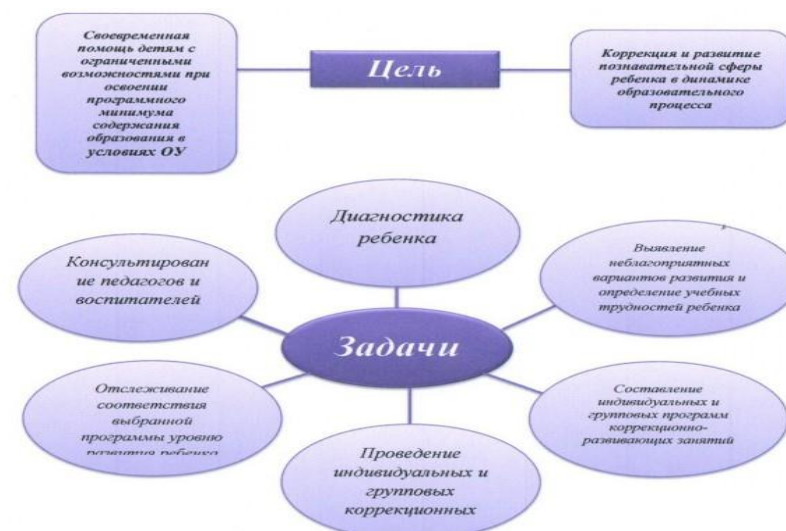 Своевременная
помощь детям с
ограниченными
возможностями при
освоении
программного
минимума
содержания
образования в
условиях ОУ
Цель
Коррекция и развитие
познавательной сферы
ребенка в динамике
образовательного
процесса
Диагностика
ребенка
Консультирован
ие педагогов и
воспитателей
Выявление
неблагоприятных
вариантов развития и
определение учебных
трудностей ребенка
Задачи
Отслеживание
соответствия
выбранной
программы уровню
развития ребенка
Составление
индивидуальных и
групповых программ
коррекционно-
развивающих занятий
Проведение
индивидуальных и
групповых
коррекционных